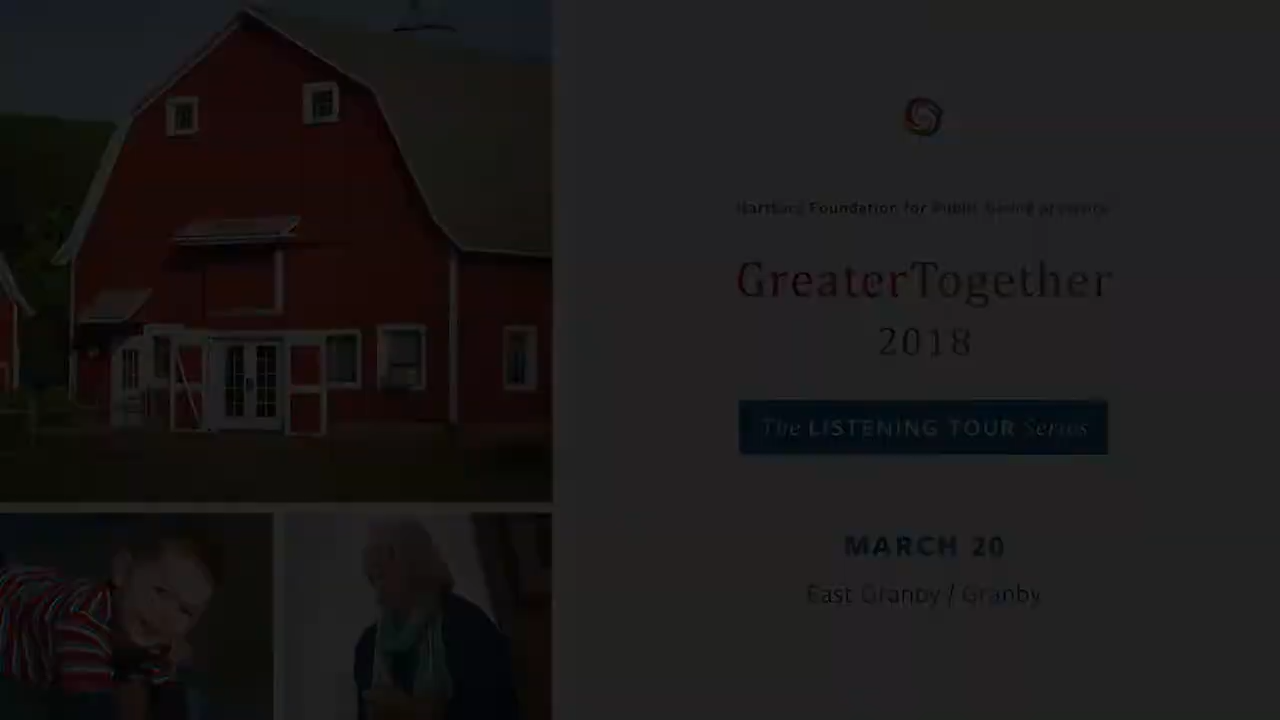 Hartford Foundation for Public Giving presents
GreaterTogether
2018
The LISTENING TOUR Series
MARCH 20
East Granby / Granby